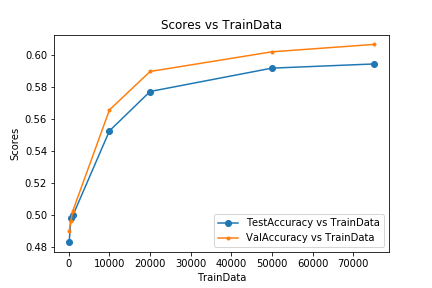 Scores vs TrainData
0.60
0.58
0.56
0.54
0.52
0.50
0.48
Scores
TestAccuracy vs TrainData
ValAccuracy vs TrainData
0 10000 20000 30000 40000 50000 60000 70000
TrainData